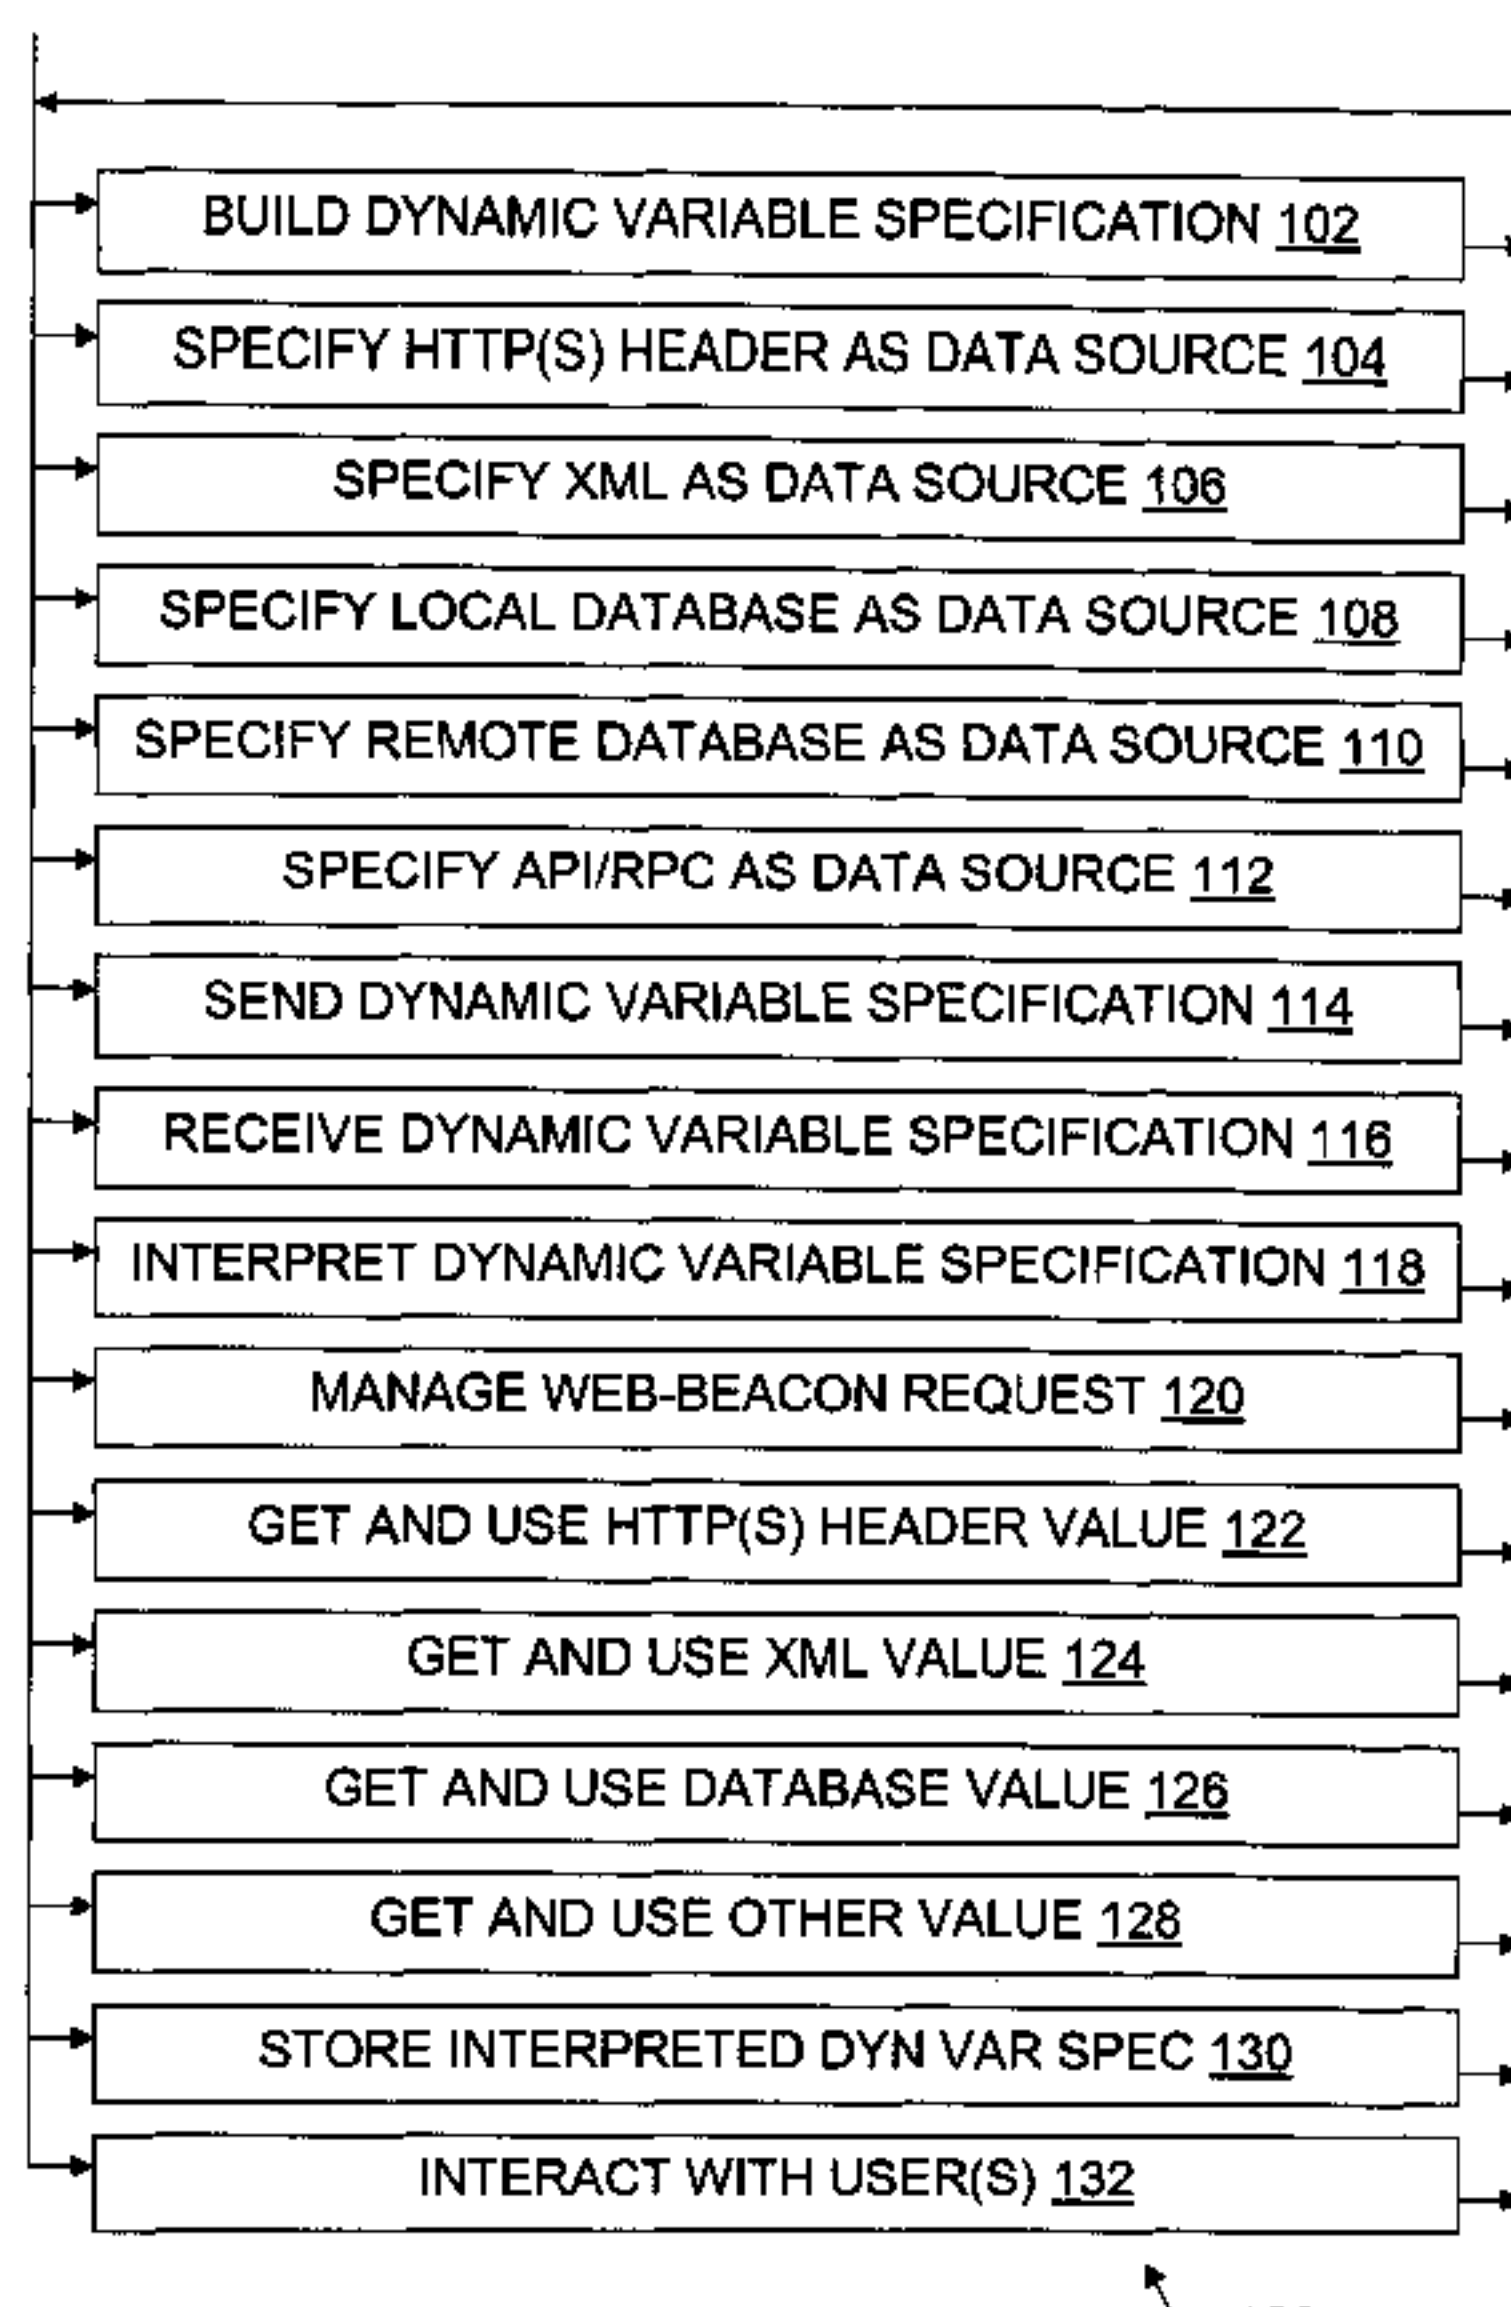 BUILD DYNAMIC VARIABLE SPECIFICATION 102
SPECIFY HTTP(S) HEADER AS DATA SOURCE 104
SPECIFY XML AS DATA SOURCE 106
SPECIFY LOCAL DATABASE AS DATA SOURCE 108
SPECIFY REMOTE DATABASE AS DATA SOURCE 110
SPECIFY API/RPC AS DATA SOURCE 112
SEND DYNAMIC VARIABLE SPECIFICATION 114
RECEIVE DYNAMIC VARIABLE SPECIFICATION 116
INTERPRET DYNAMIC VARIABLE SPECIFICATION 118
MANAGE WEB-BEACON REQUEST 120
GET AND USE HTTP(S) HEADER VALUE 122
GET AND USE XML VALUE 124
GET AND USE DATABASE VALUE 126
GET AND USE OTHER VALUE 128
STORE INTERPRETED DYN VAR SPEC 130
INTERACT WITH USER(S) 132